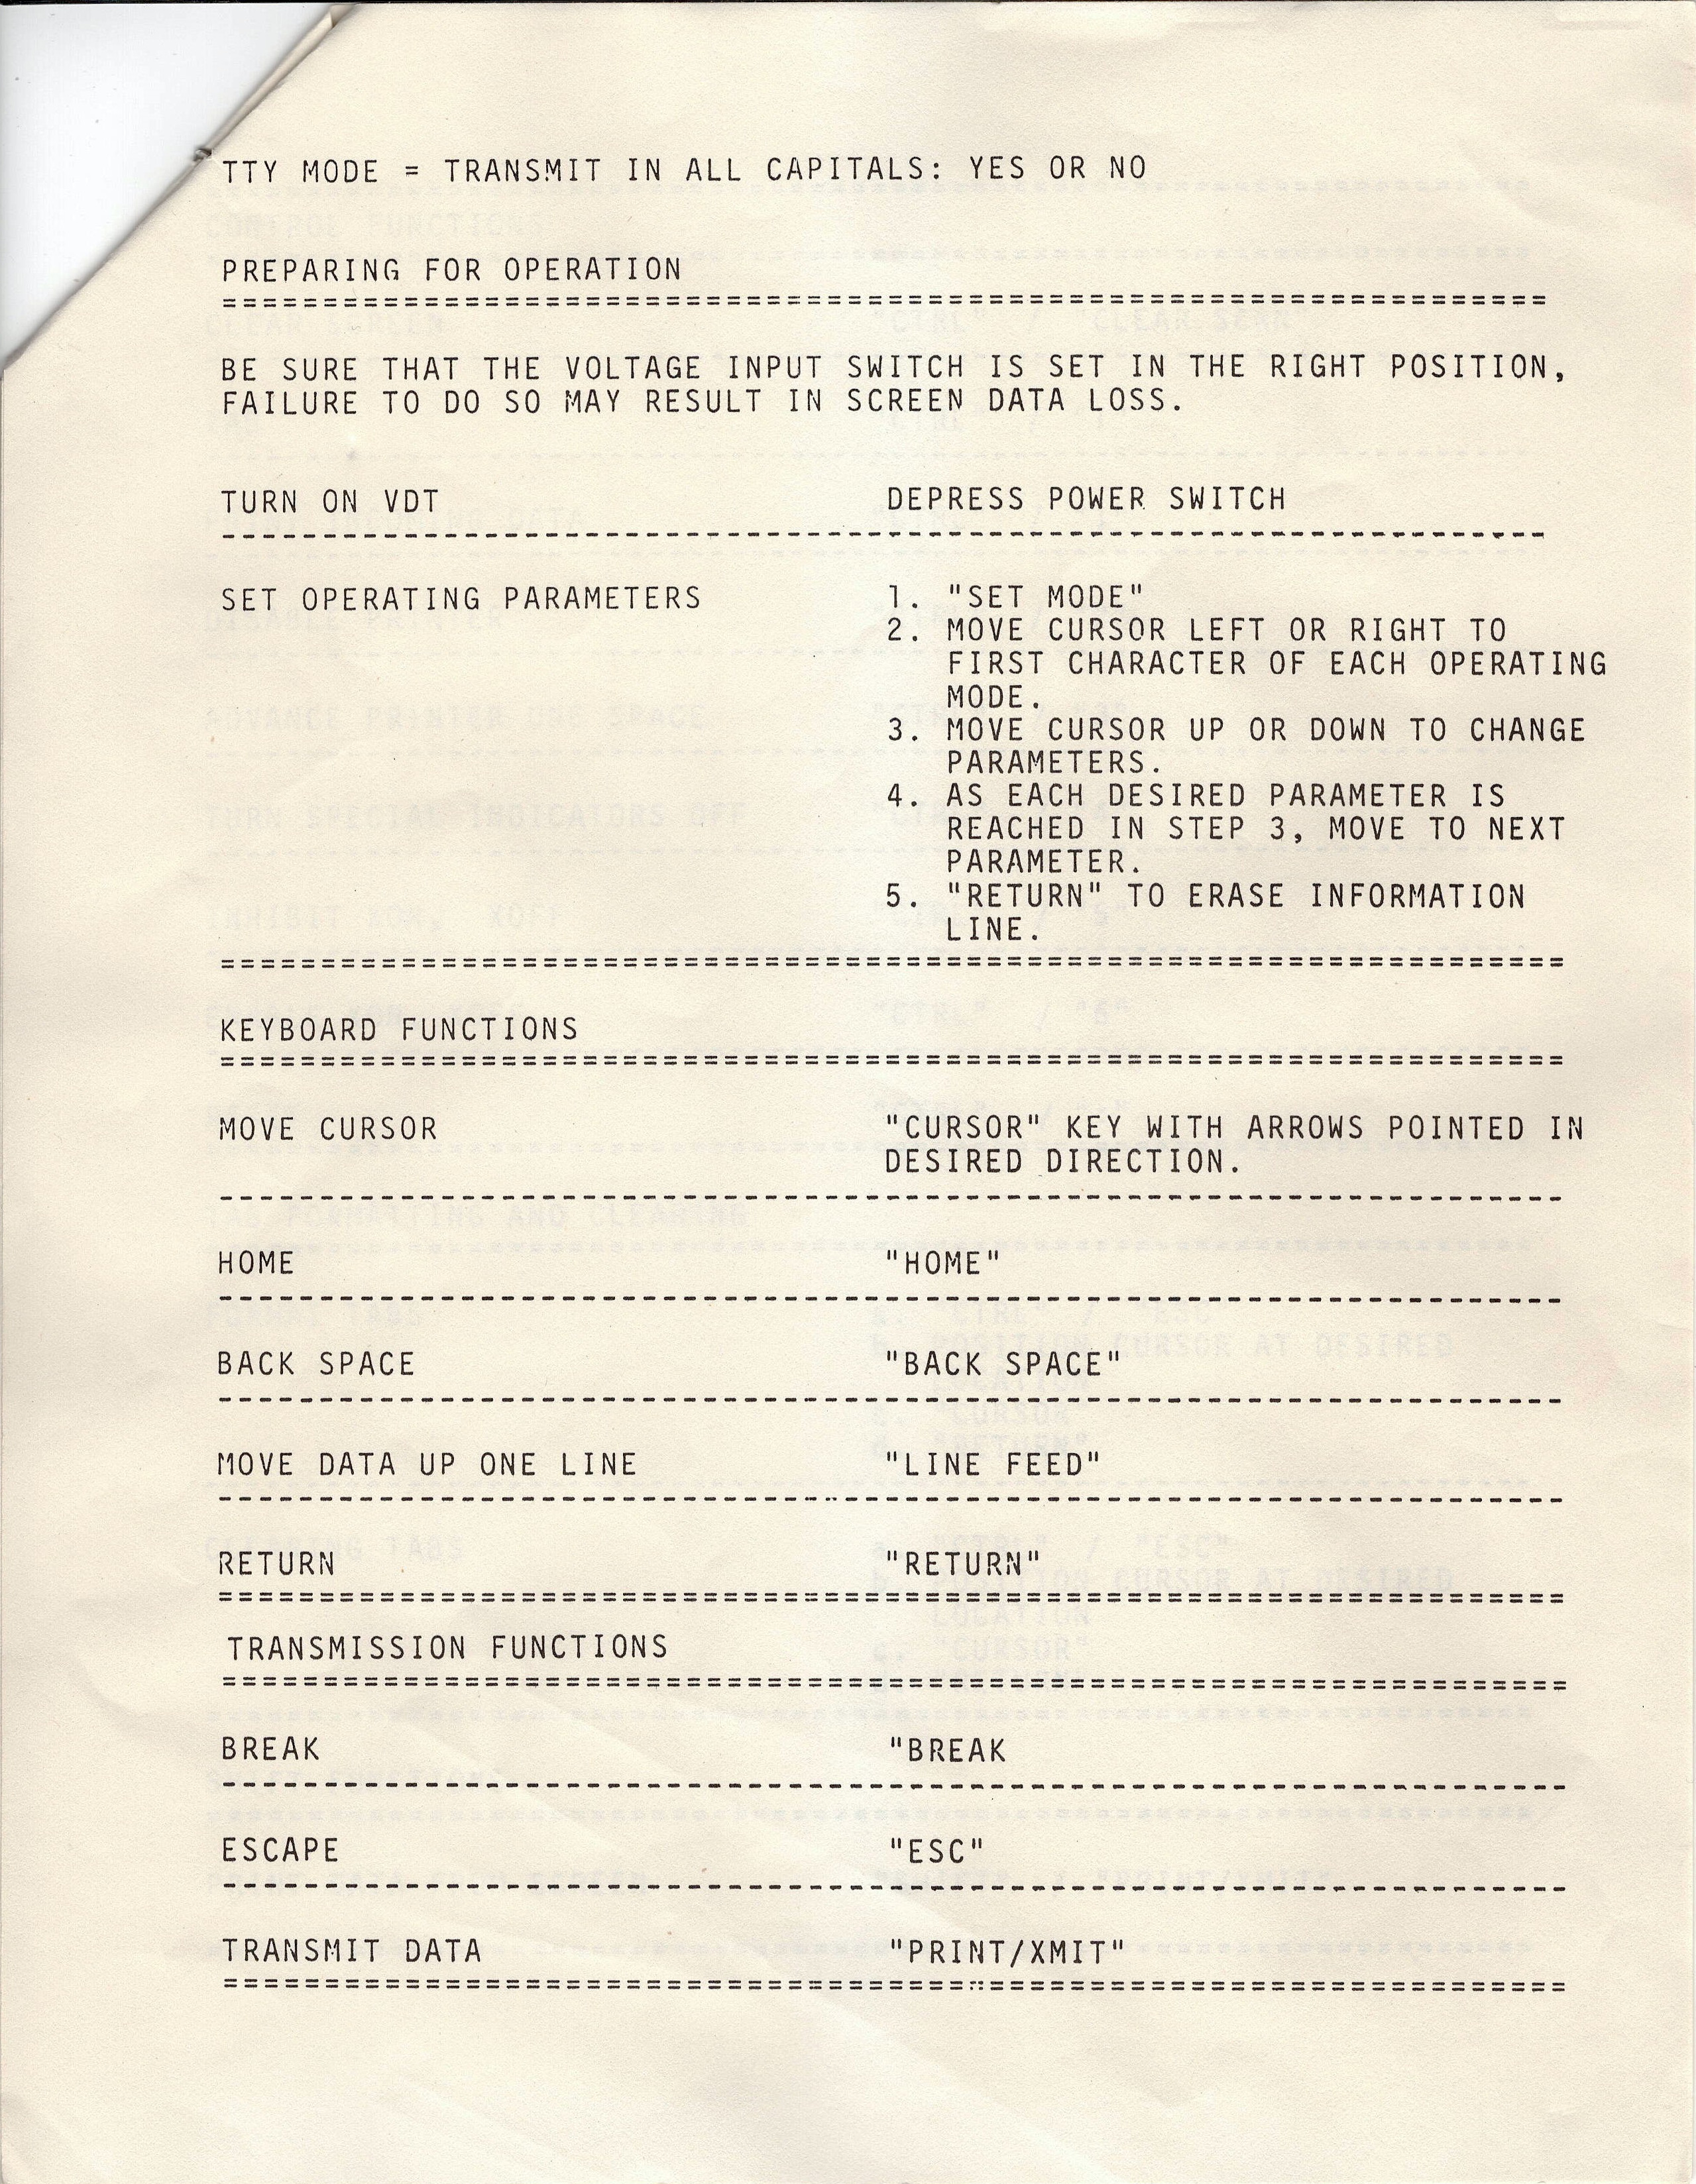 TTY MODE = TRANSMIT IN ALL CAPITALS: YES OR NO
PREPARING FOR OPERATION
===================================================================
BE SURE THAT THE VOLTAGE INPUT SWITCH IS SET IN THE RIGHT POSITION,
FAILURE TO DO SO MAY RESULT IN SCREEN DATA LOSS.
TURN ON VDT DEPRESS POWER SWITCH
-------------------------------------------------------------------
SET OPERATING PARAMETERS 1. "SET MODE"
2. MOVE CURSOR LEFT OR RIGHT TO
FIRST CHARACTER OF EACH OPERATING
MODE.
3. MOVE CURSOR UP OR DOWN TO CHANGE
PARAMETERS.
4. AS EACH DESIRED PARAMETER IS
REACHED IN STEP 3, MOVE TO NEXT
PARAMETER.
5. "RETURN" TO ERASE INFORMATION
LINE.
===================================================================
KEYBOARD FUNCTIONS
===================================================================
MOVE CURSOR "CURSOR" KEY WITH ARROWS POINTED IN
DESIRED DIRECTION.
-------------------------------------------------------------------
HOME "HOME"
-------------------------------------------------------------------
BACK SPACE "BACK SPACE"
-------------------------------------------------------------------
MOVE DATA UP ONE LINE "LINE FEED"
-------------------------------------------------------------------
RETURN "RETURN"
===================================================================
TRANSMISSION FUNCTIONS
===================================================================
BREAK "BREAK
-------------------------------------------------------------------
ESCAPE "ESC"
-------------------------------------------------------------------
TRANSMIT DATA "PRINT/XMIT"
===================================================================